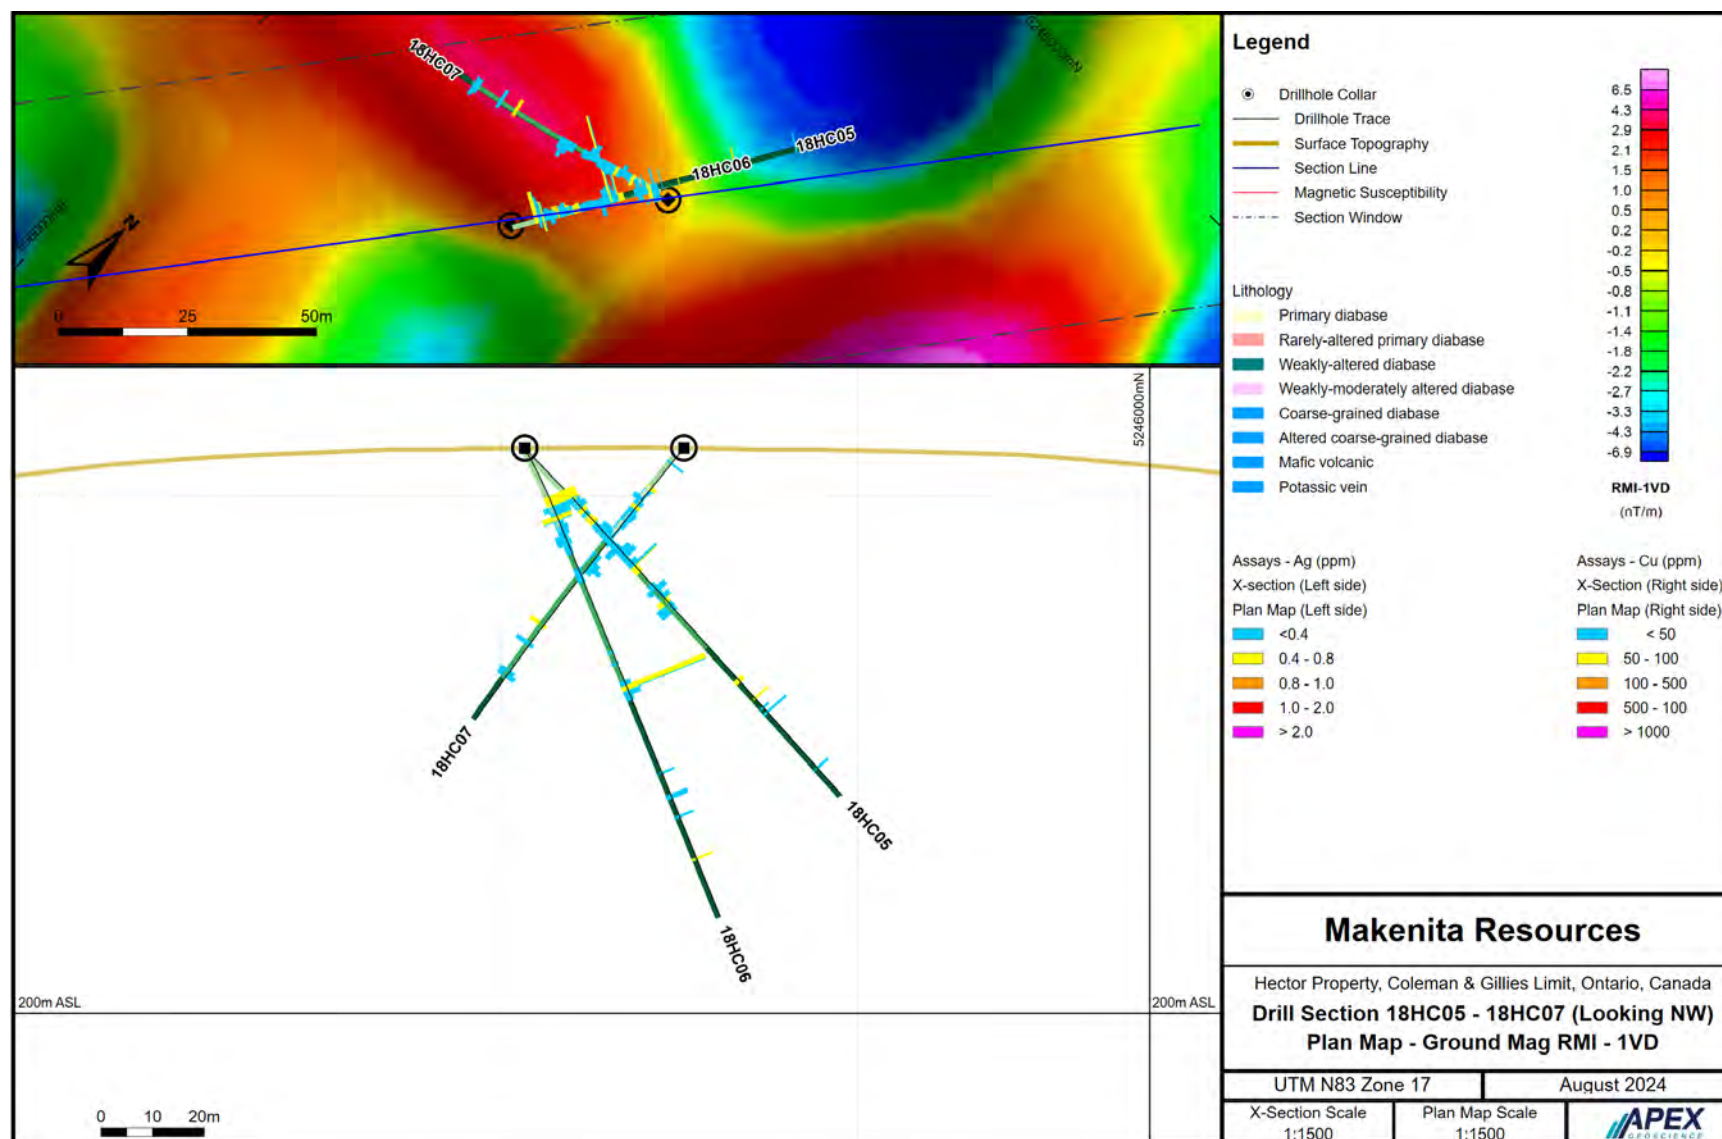 18HC07
5246000mN
18HC05
18HC06
N
0 25 50m
5246000mN
18HC07
18HC05
18HC06
200m ASL
200m ASL
0 10 20m
Legend
Drillhole Collar
Drillhole Trace
Surface Topography
Section Line
Magnetic Susceptibility
Section Window
Lithology
Primary diabase
Rarely-altered primary diabase
Weakly-altered diabase
Weakly-moderately altered diabase
Coarse-grained diabase
Altered coarse-grained diabase
Mafic volcanic
Potassic vein
6.5
4.3
2.9
2.1
1.5
1.0
0.5
0.2
-0.2
-0.5
-0.8
-1.1
-1.4
-1.8
-2.2
-2.7
-3.3
-4.3
-6.9
RMI-1VD
(nT/m)
Assays - Ag (ppm)
X-section (Left side)
Plan Map (Left side)
<0.4
0.4 - 0.8
0.8 - 1.0
1.0 - 2.0
> 2.0
Assays - Cu (ppm)
X-Section (Right side)
Plan Map (Right side)
< 50
50 - 100
100 - 500
500 - 100
> 1000
Makenita Resources
Hector Property, Coleman & Gillies Limit, Ontario, Canada
Drill Section 18HC05 - 18HC07 (Looking NW)
Plan Map - Ground Mag RMI - 1VD
UTM N83 Zone 17
August 2024
X-Section Scale
1:1500
Plan Map Scale
1:1500
APEX
GEOSCIENCE